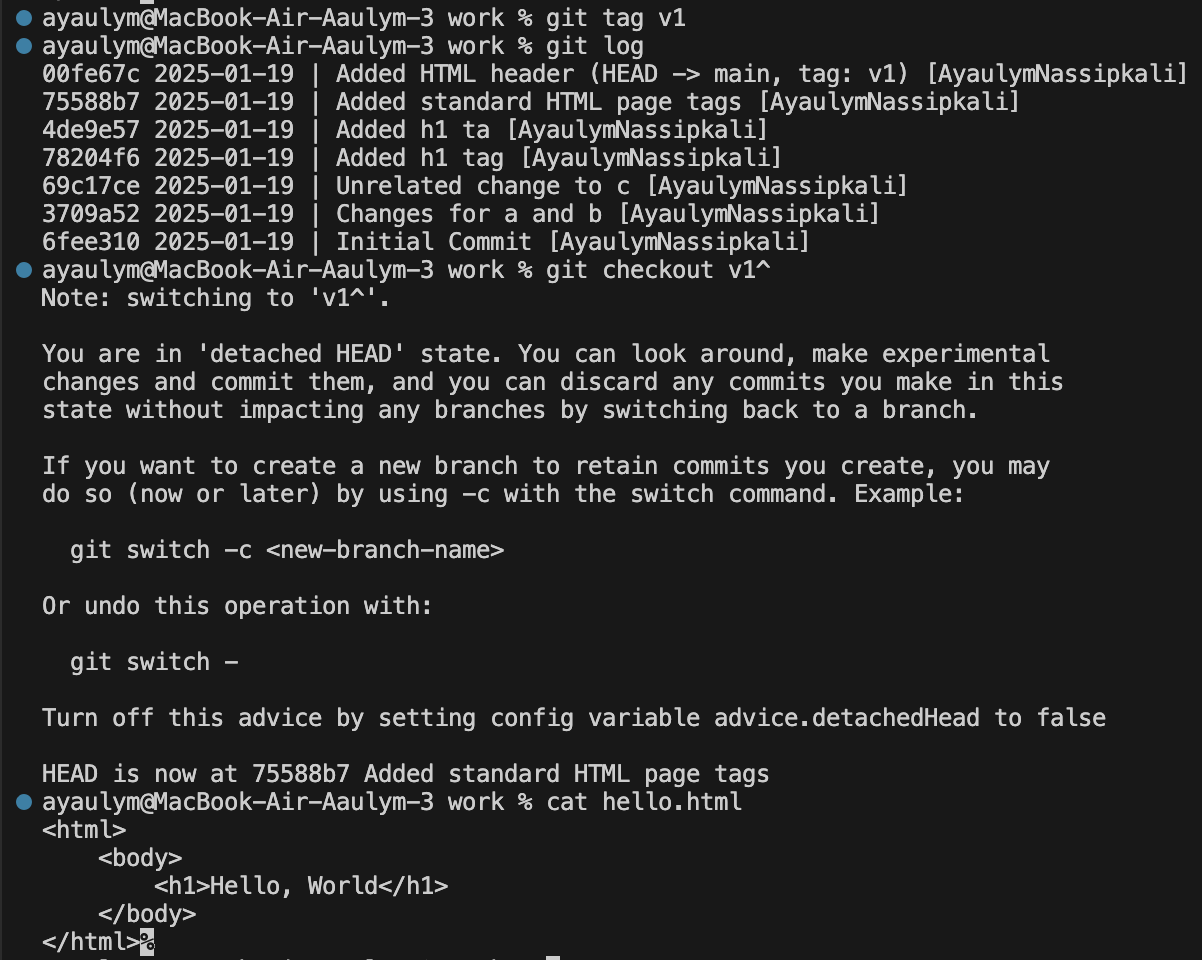 ayaulym@MacBook-Air-Aaulym-3 work % git tag v1
ayaulym@MacBook-Air-Aaulym-3 work % git log
00fe67c 2025-01-19 | Added HTML header (HEAD -> main, tag: v1) [AyaulymNassipkali]
75588b7 2025-01-19 | Added standard HTML page tags [AyaulymNassipkali]
4de9e57 2025-01-19 | Added h1 ta [AyaulymNassipkali]
78204f6 2025-01-19 | Added h1 tag [AyaulymNassipkali]
69c17ce 2025-01-19 | Unrelated change to c [AyaulymNassipkali]
3709a52 2025-01-19 | Changes for a and b [AyaulymNassipkali]
6fee310 2025-01-19 | Initial Commit [AyaulymNassipkali]
ayaulym@MacBook-Air-Aaulym-3 work % git checkout v1^
Note: switching to 'v1^'.

You are in 'detached HEAD' state. You can look around, make experimental
changes and commit them, and you can discard any commits you make in this
state without impacting any branches by switching back to a branch.

If you want to create a new branch to retain commits you create, you may
do so (now or later) by using -c with the switch command. Example:

  git switch -c <new-branch-name>

Or undo this operation with:

  git switch -

Turn off this advice by setting config variable advice.detachedHead to false

HEAD is now at 75588b7 Added standard HTML page tags
ayaulym@MacBook-Air-Aaulym-3 work % cat hello.html
<html>
    <body>
        <h1>Hello, World</h1>
    </body>
</html>%